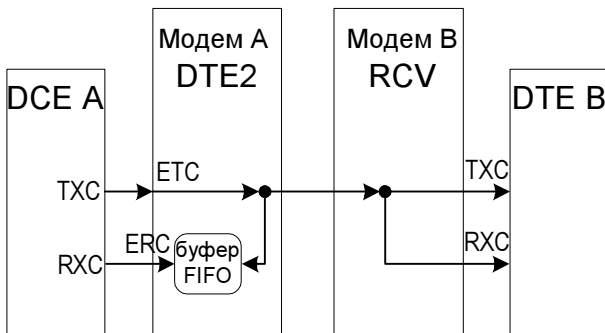 Модем A
DTE2
Модем B
RCV
DCE A
DTE B
TXC
ETC
TXC
RXC
ERC
буфер
FIFO
RXC